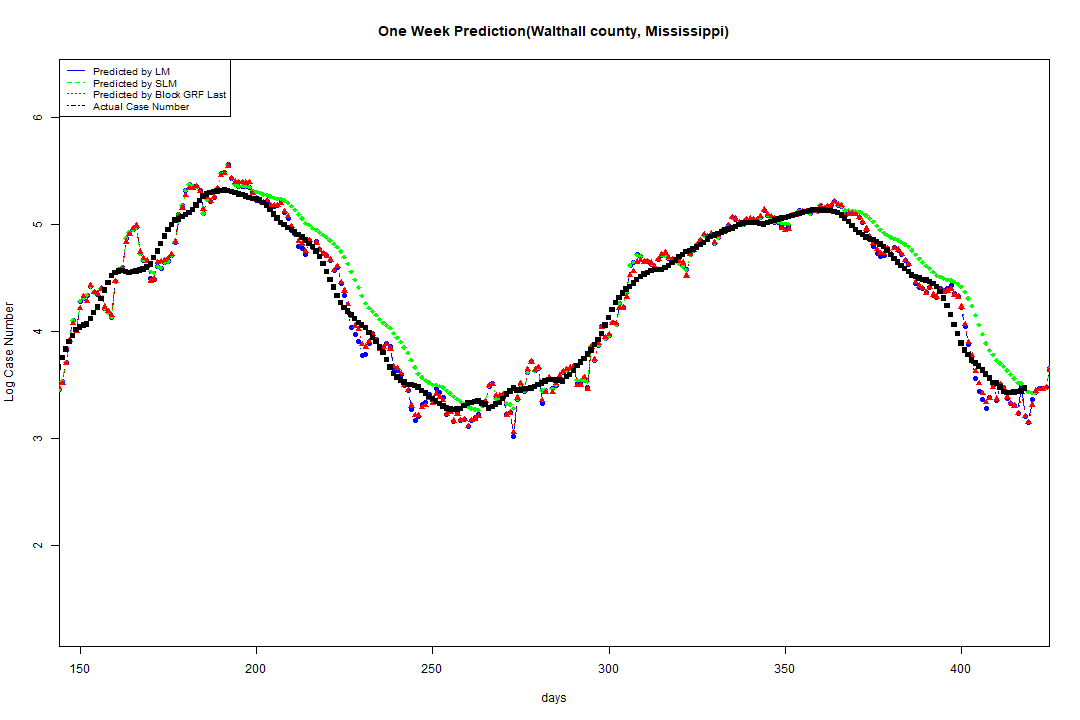 One Week Prediction(Walthall county, Mississippi)
Predicted by LM
Predicted by SLM
Predicted by Block GRF Last
Actual Case Number
Log Case Number
6
5
4
3
2
150 200 250 300 350 400
days